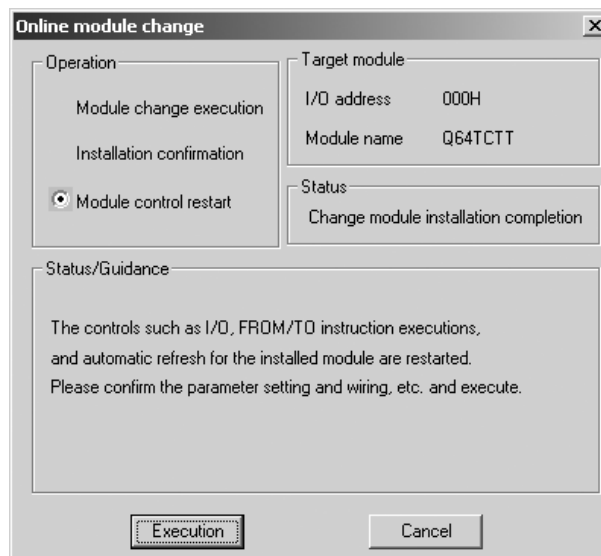 Online module change
Operation
Module change execution
Installation confirmation
Module control restart
Target module
I/O address 000H
Module name Q64TCTT
Status
Change module installation completion
Status/Guidance
The controls such as I/O, FROM/TO instruction executions,
and automatic refresh for the installed module are restarted.
Please confirm the parameter setting and wiring, etc. and execute.
Execution
Cancel